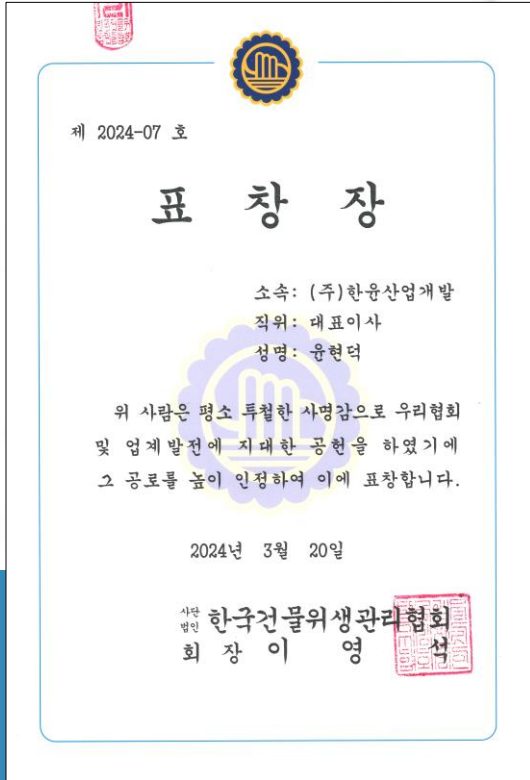 제 2024-07 호
표 창 장
소속: (주)한윤산업개발
직위: 대표이사
성명: 윤현덕
위 사람은 평소 투철한 사명감으로 우리협회
및 업계발전에 지대한 공헌을 하였기에
그 공로를 높이 인정하여 이에 표창합니다.
2024년 3월 20일
사단법인 한국건물위생관리협회
회 장 이 영 석